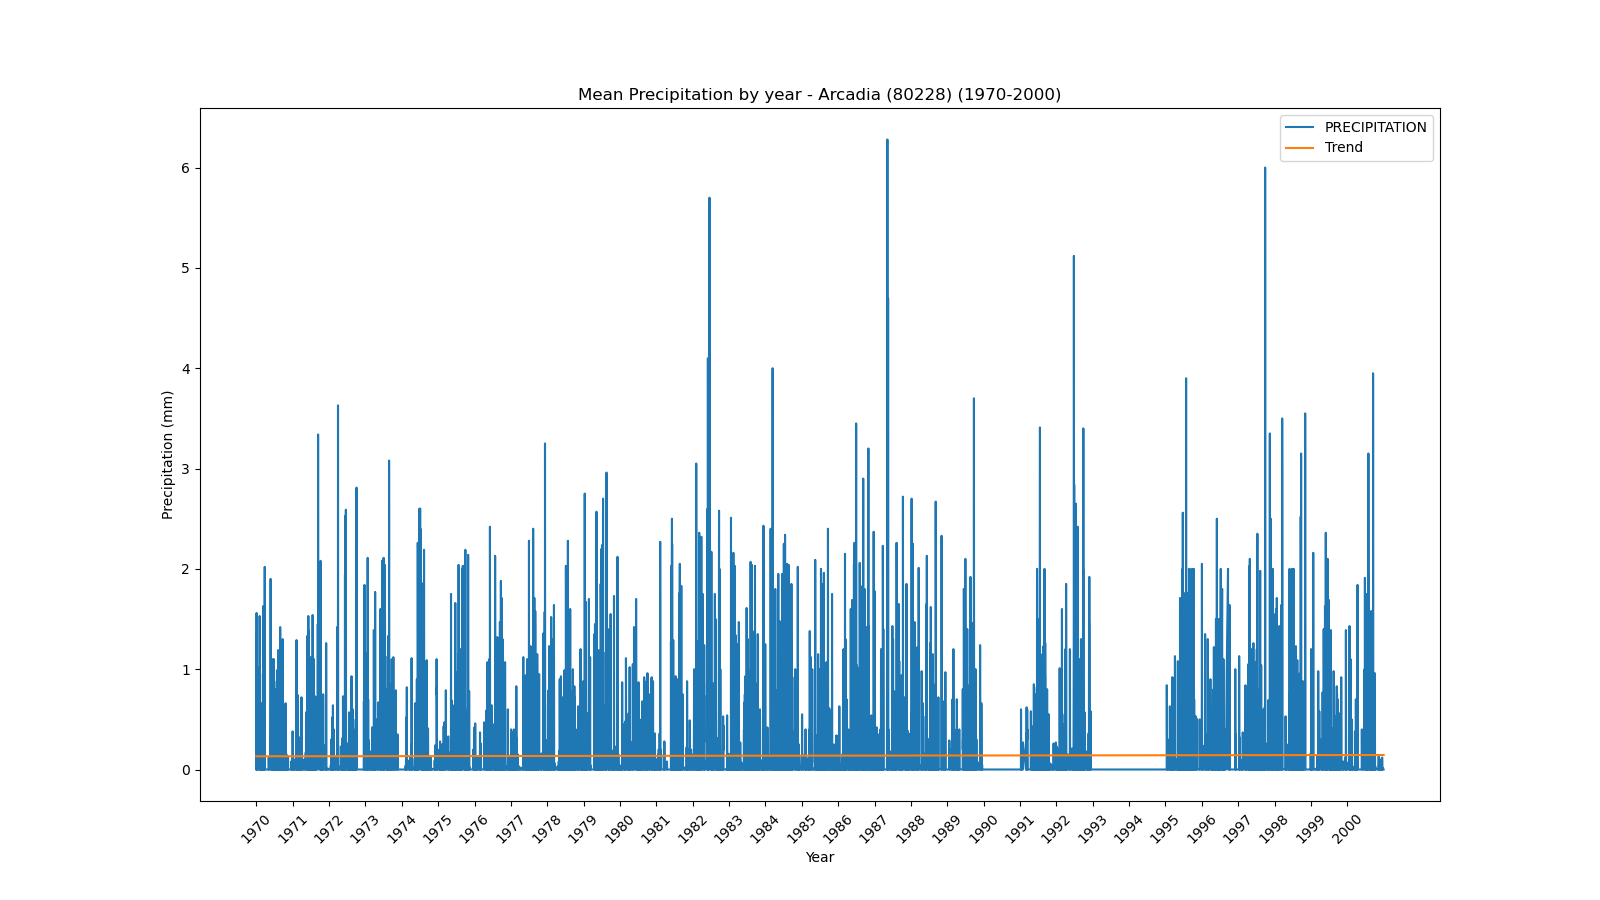 Mean Precipitation by year - Arcadia (80228) (1970-2000)
PRECIPITATION
Trend
6
5
4
3
2
1
0
Precipitation (mm)
1970 1971 1972 1973 1974 1975 1976 1977 1978 1979 1980 1981 1982 1983 1984 1985 1986 1987 1988 1989 1990 1991 1992 1993 1994 1995 1996 1997 1998 1999 2000
Year